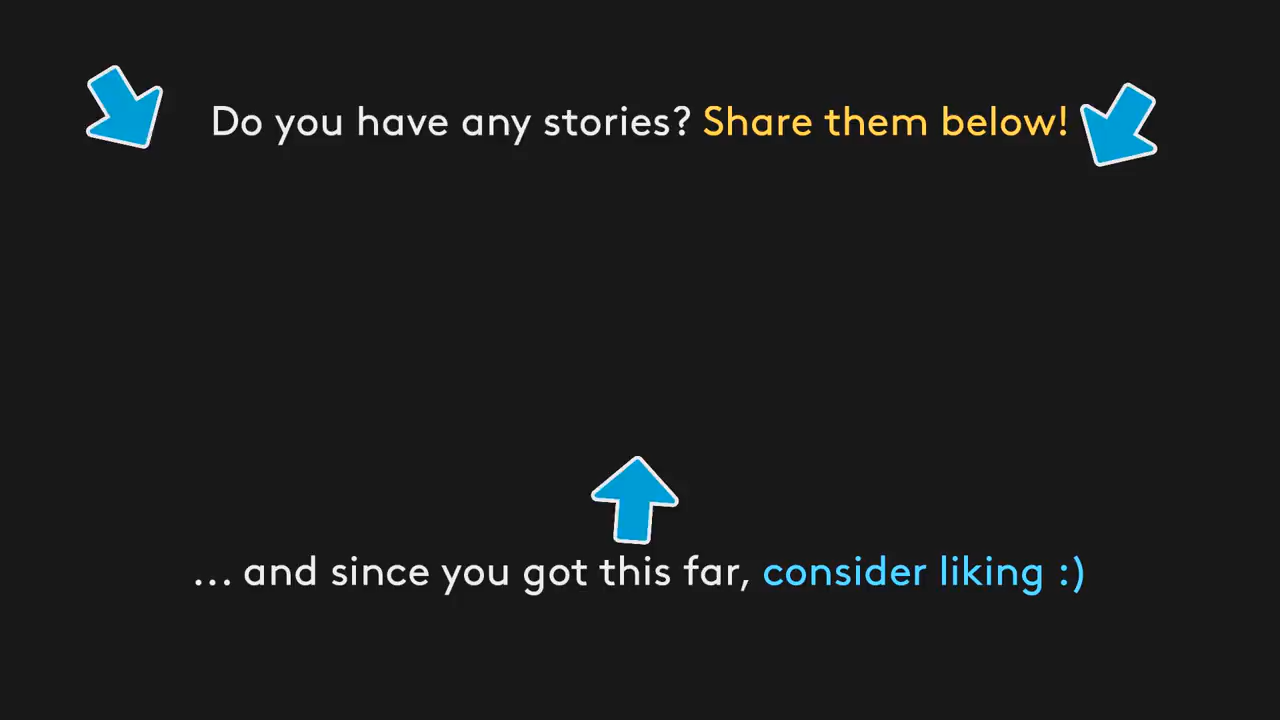 Do you have any stories? Share them below!
... and since you got this far, consider liking :)